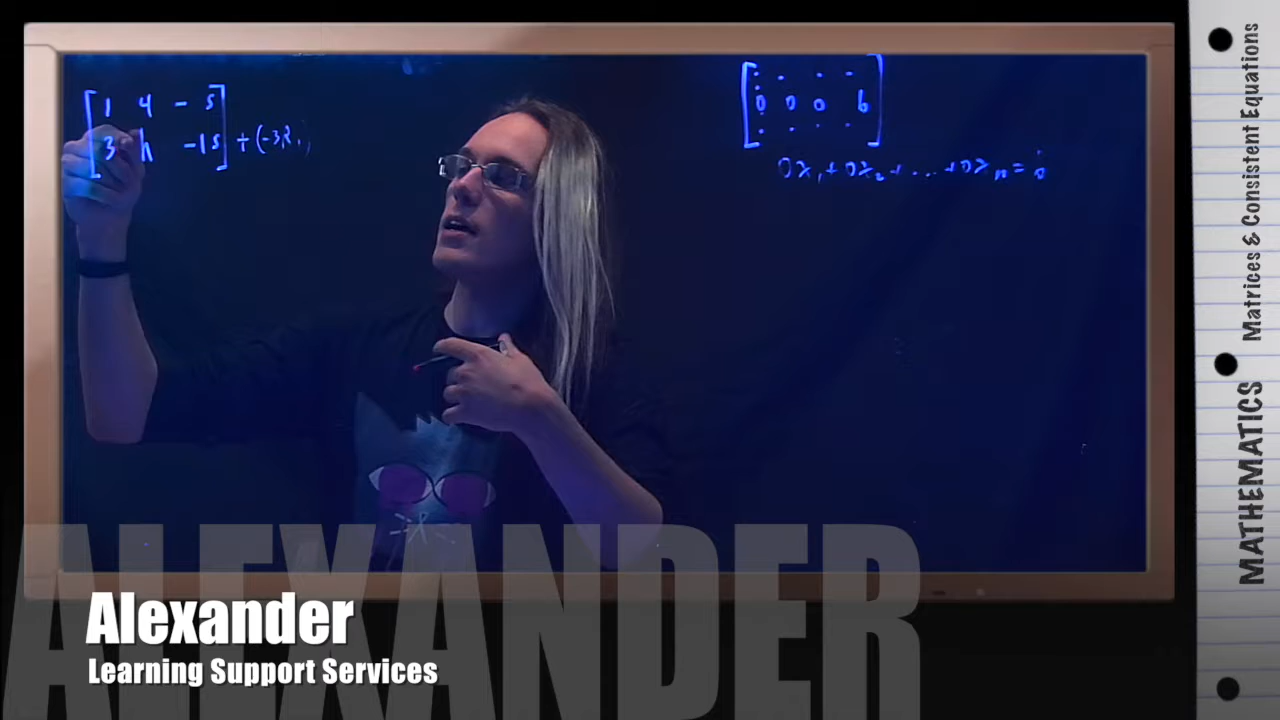 1 4 - 5
3 h -15 + (-3R₁)
0 0 0 b
0x₁ + 0x₂ + ... + 0xₙ =
ALEXANDER
Alexander
Learning Support Services
MATHEMATICS Matrices & Consistent Equations